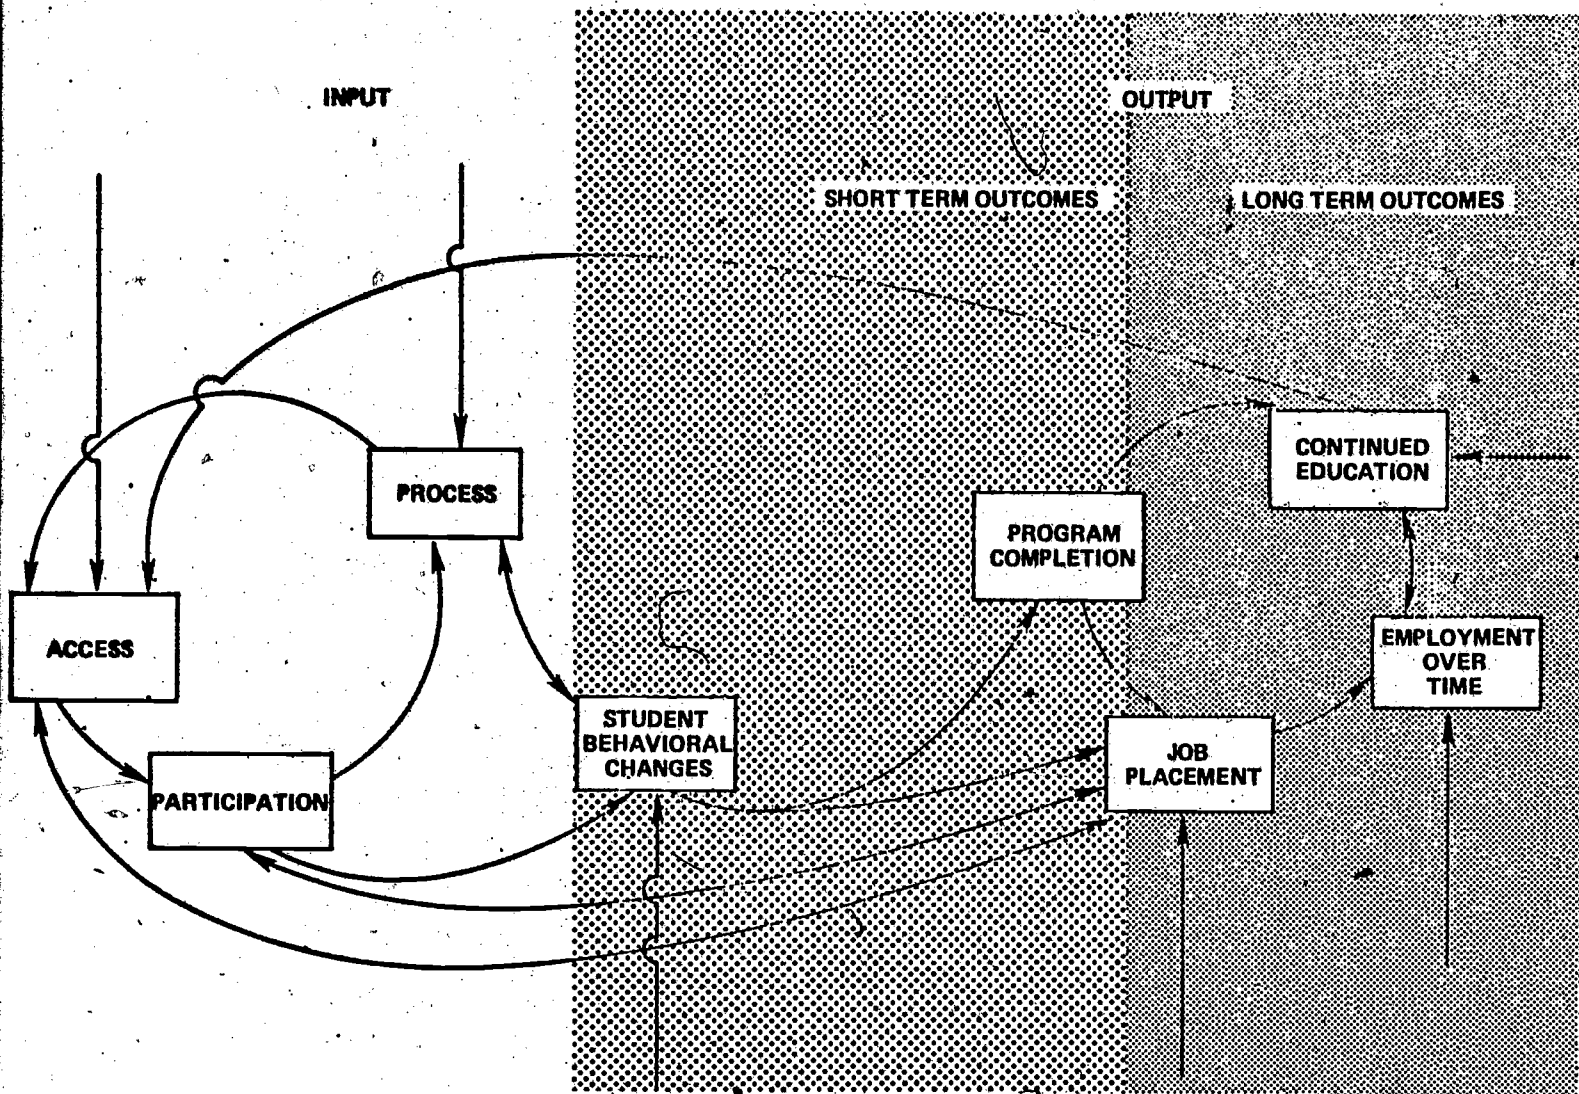 INPUT
OUTPUT
SHORT TERM OUTCOMES
LONG TERM OUTCOMES
PROCESS
CONTINUED
EDUCATION
PROGRAM
COMPLETION
ACCESS
EMPLOYMENT
OVER
TIME
STUDENT
BEHAVIORAL
CHANGES
JOB
PLACEMENT
PARTICIPATION